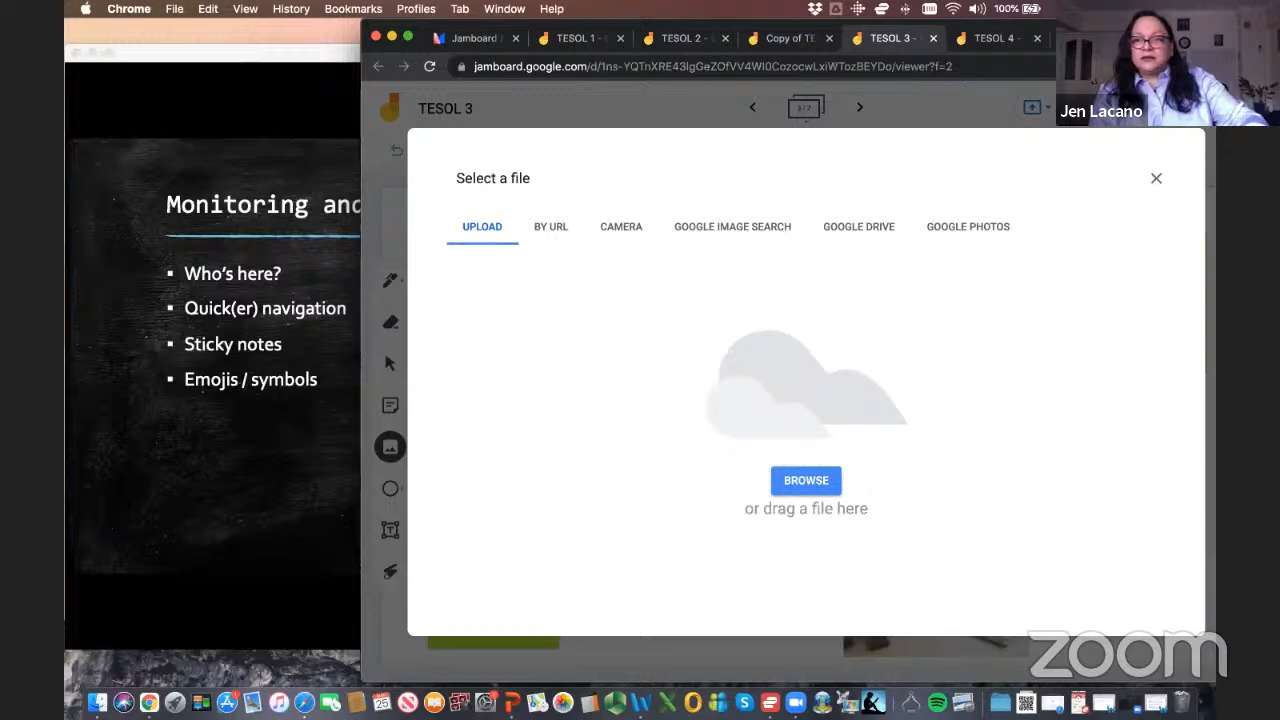 Chrome File Edit View History Bookmarks Profiles Tab Window Help 100%
Jamboard TESOL 1 - TESOL 2 - Copy of TE TESOL 3 - TESOL 4 -
jamboard.google.com/d/1ns-YQTnXRE43lgGeZOfVV4WI0CozocwLxiWTozBEYDo/viewer?f=2
Jen Lacano
TESOL 3
Select a file
UPLOAD BY URL CAMERA GOOGLE IMAGE SEARCH GOOGLE DRIVE GOOGLE PHOTOS
BROWSE
or drag a file here
Monitoring and
▪ Who's here?
▪ Quick(er) navigation
▪ Sticky notes
▪ Emojis / symbols
zoom